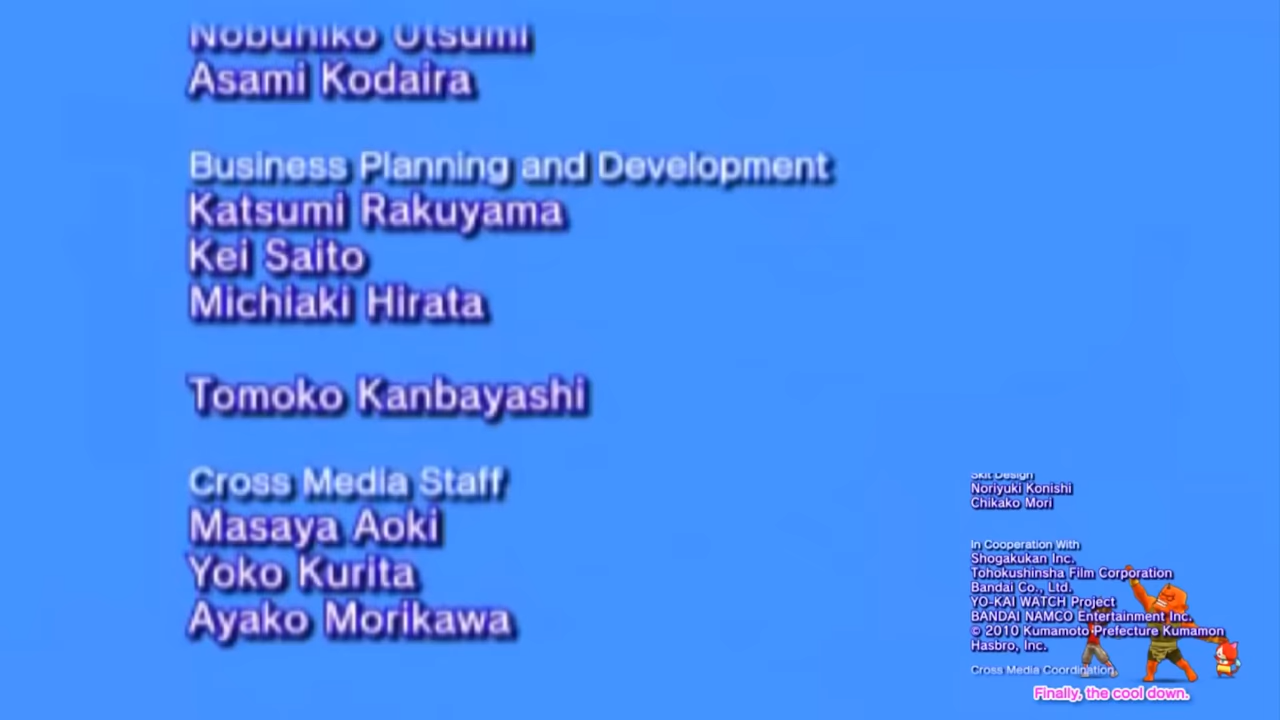 Nobuhiko Utsumi
Asami Kodaira
Business Planning and Development
Katsumi Rakuyama
Kei Saito
Michiaki Hirata
Tomoko Kanbayashi
Cross Media Staff
Masaya Aoki
Yoko Kurita
Ayako Morikawa
Skit Design
Noriyuki Konishi
Chikako Mori
In Cooperation With
Shogakukan Inc.
Tohokushinsha Film Corporation
Bandai Co., Ltd.
YO-KAI WATCH Project
BANDAI NAMCO Entertainment Inc.
© 2010 Kumamoto Prefecture Kumamon
Hasbro, Inc.
Cross Media Coordination
Finally, the cool down.